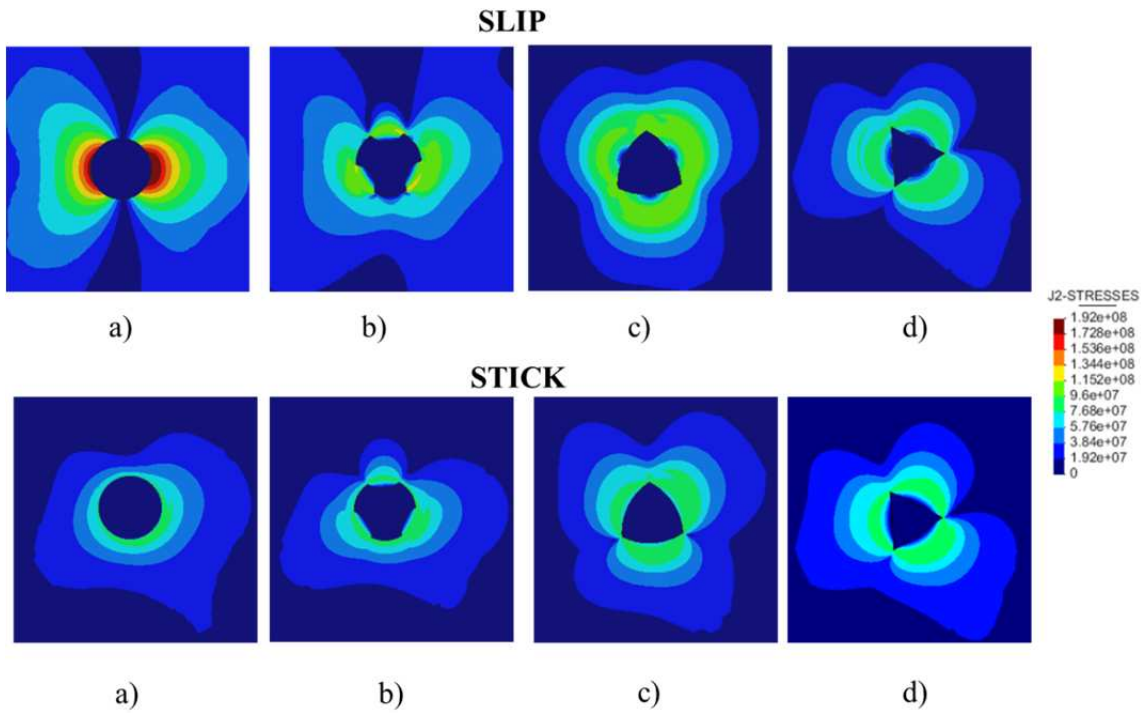 SLIP
a)
b)
c)
d)
J2-STRESSES
1.92e+08
1.728e+08
1.536e+08
1.344e+08
1.152e+08
9.6e+07
7.68e+07
5.76e+07
3.84e+07
1.92e+07
0
STICK
a)
b)
c)
d)